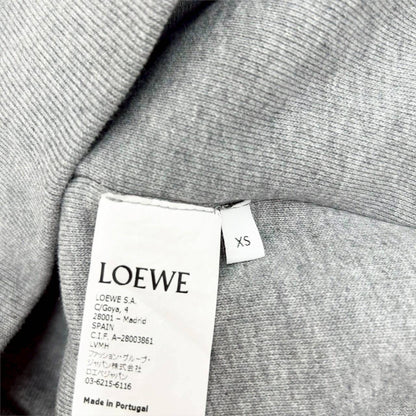 XS
LOEWE
LOEWE S.A.
C/Goya, 4
28001 - Madrid
SPAIN
C.I.F. A-28003861
LVMH
ファッション・グループ・
ジャパン株式会社
ロエベジャパン
03-6215-6116
Made in Portugal